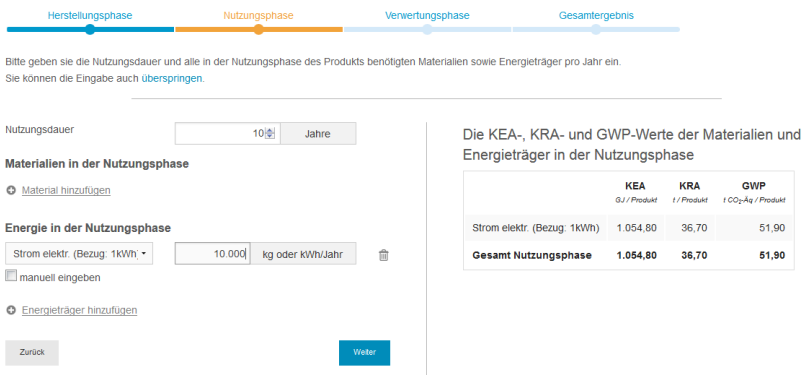 Herstellungsphase Nutzungsphase Verwertungsphase Gesamtergebnis
Bitte geben sie die Nutzungsdauer und alle in der Nutzungsphase des Produkts benötigten Materialien sowie Energieträger pro Jahr ein.
Sie können die Eingabe auch überspringen.
Nutzungsdauer 10 Jahre
Materialien in der Nutzungsphase
Material hinzufügen
Energie in der Nutzungsphase
Strom elektr. (Bezug: 1kWh) 10.000 kg oder kWh/Jahr
manuell eingeben
Energieträger hinzufügen
Zurück Weiter
Die KEA-, KRA- und GWP-Werte der Materialien und
Energieträger in der Nutzungsphase
KEA KRA GWP
GJ / Produkt t / Produkt t CO₂-Äq / Produkt
Strom elektr. (Bezug: 1kWh) 1.054,80 36,70 51,90
Gesamt Nutzungsphase 1.054,80 36,70 51,90